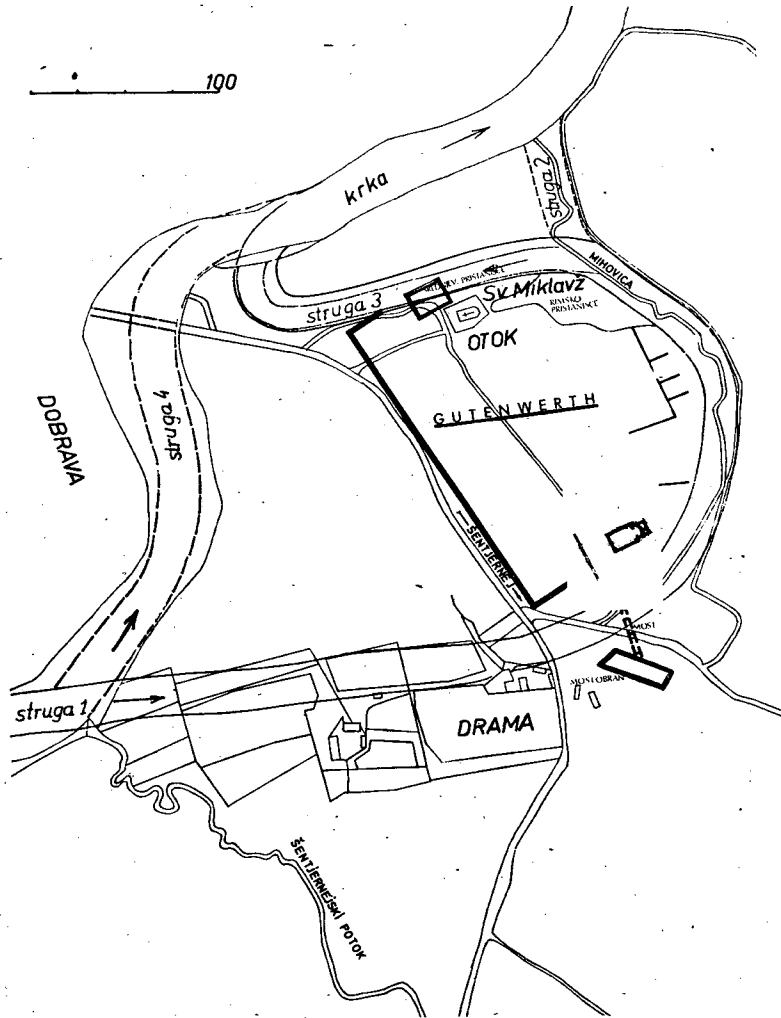 100
krka
struga 2
MIHOVICA
PRISTANIŠČE
struga 3
Sv. Miklavž
RIMSKO
PRISTANIŠČE
OTOK
struga 4
DOBRAVA
GUTENWERTH
ŠENTJERNEJ
MOST
struga 1
DRAMA
ŠENTJERNEJSKI POTOK